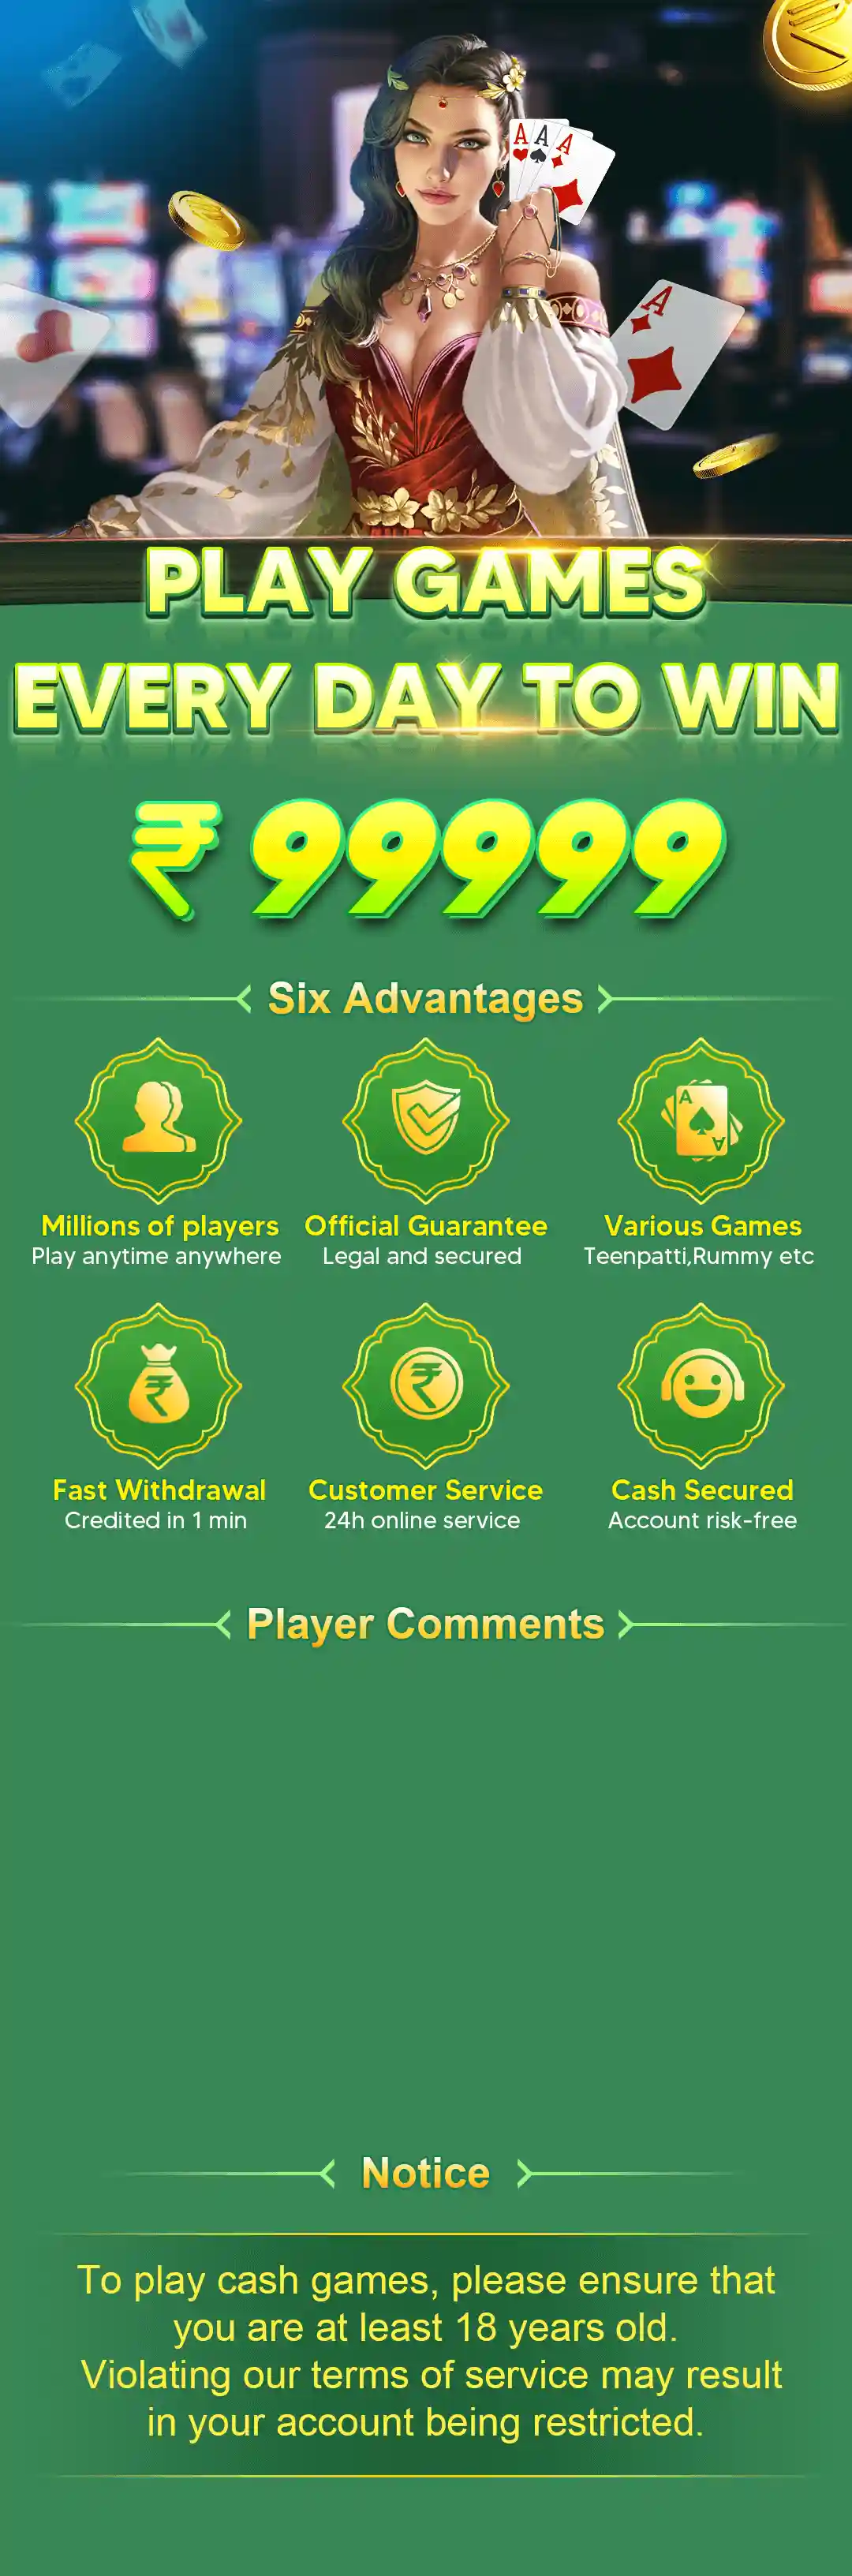 A A A
A
PLAY GAMES
EVERY DAY TO WIN
₹ 99999
Six Advantages
A
A
Millions of players
Official Guarantee
Various Games
Play anytime anywhere
Legal and secured
Teenpatti,Rummy etc
₹
₹
Fast Withdrawal
Customer Service
Cash Secured
Credited in 1 min
24h online service
Account risk-free
Player Comments
Notice
To play cash games, please ensure that
you are at least 18 years old.
Violating our terms of service may result
in your account being restricted.